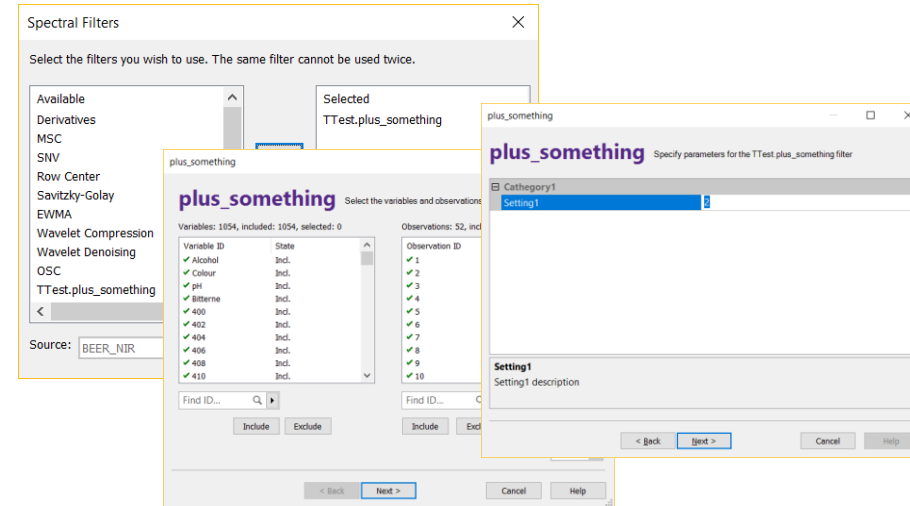 Spectral Filters
Select the filters you wish to use. The same filter cannot be used twice.
Available
Derivatives
MSC
SNV
Row Center
Savitzky-Golay
EWMA
Wavelet Compression
Wavelet Denoising
OSC
TTest.plus_something
Selected
TTest.plus_something
Source: BEER_NIR
plus_something
plus_something Select the variables and observations
Variables: 1054, included: 1054, selected: 0
Variable ID State
Alcohol Incl.
Colour Incl.
pH Incl.
Bitterne Incl.
400 Incl.
402 Incl.
404 Incl.
406 Incl.
408 Incl.
410 Incl.
Find ID...
Include Exclude
Observations: 52, incl
Observation ID
1
2
3
4
5
6
7
8
9
10
Find ID...
Include Excl
< Back Next > Cancel Help
plus_something
plus_something Specify parameters for the TTest.plus_something filter
Cathegory1
Setting1 2
Setting1
Setting1 description
< Back Next > Cancel Help